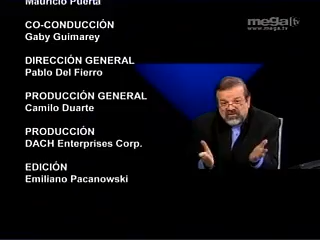 Mauricio Puerta
CO-CONDUCCIÓN
Gaby Guimarey
DIRECCIÓN GENERAL
Pablo Del Fierro
PRODUCCIÓN GENERAL
Camilo Duarte
PRODUCCIÓN
DACH Enterprises Corp.
EDICIÓN
Emiliano Pacanowski
mega tv
www.mega.tv